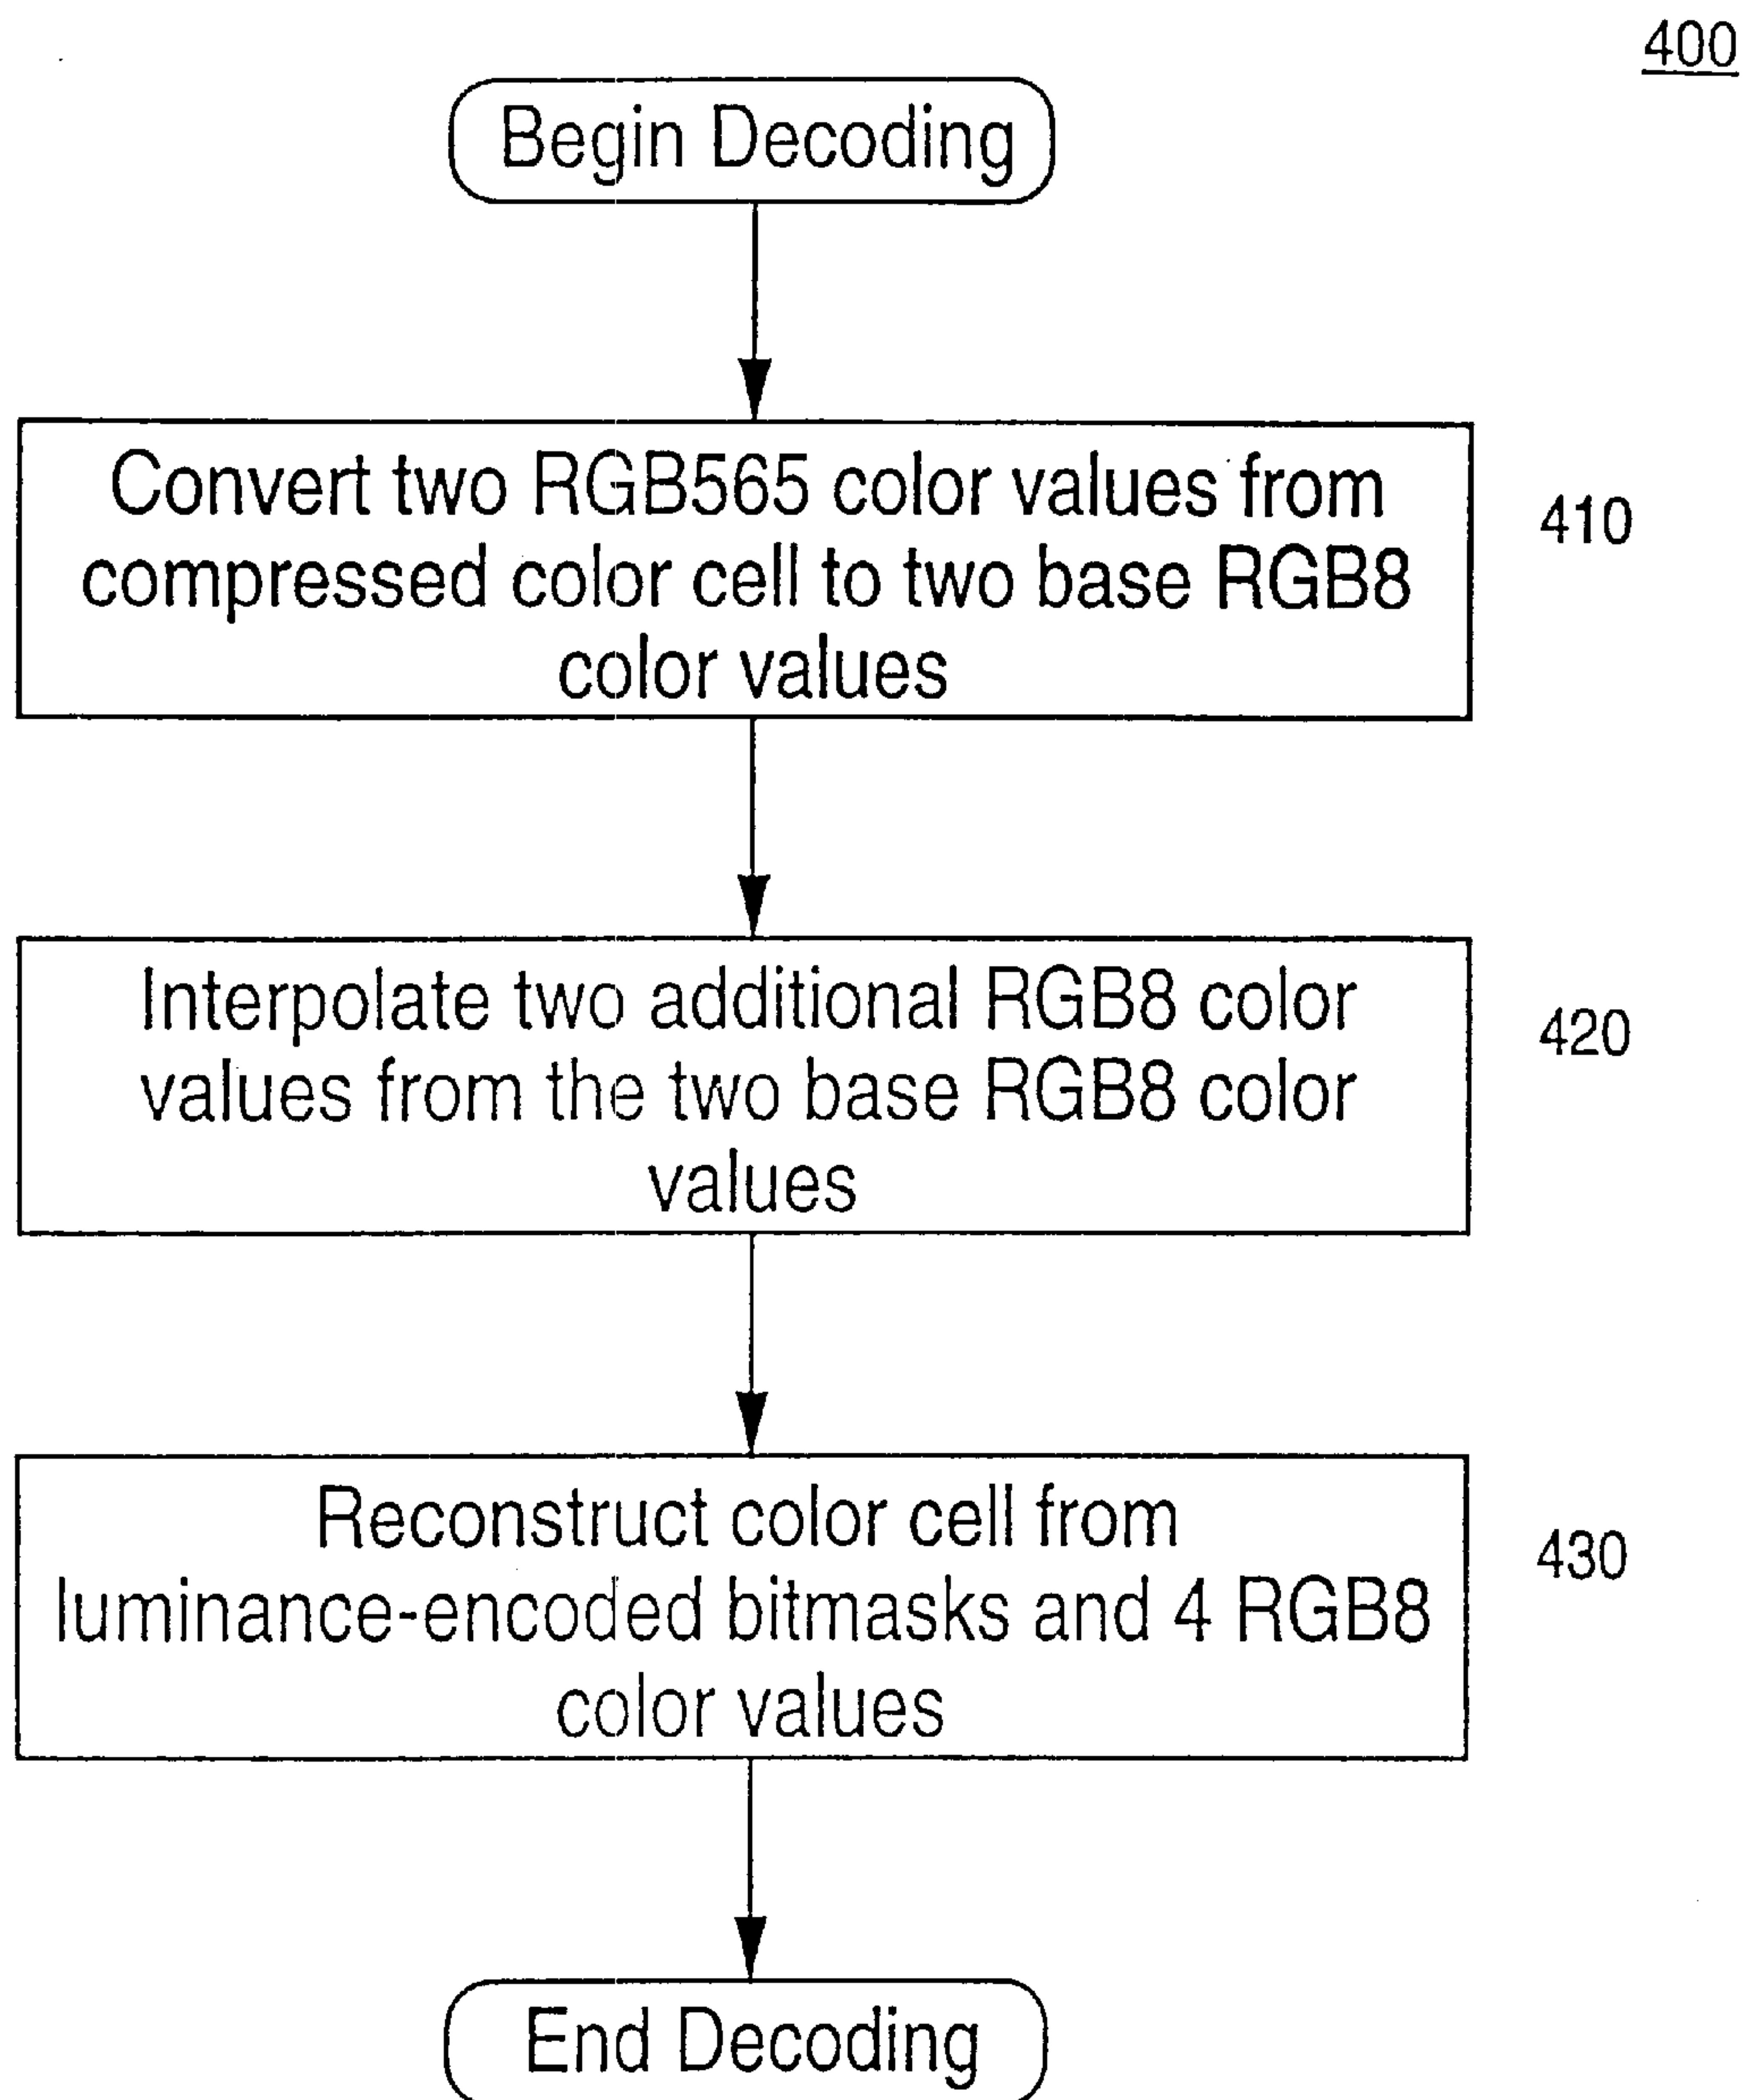 400
Begin Decoding
Convert two RGB565 color values from
compressed color cell to two base RGB8
color values
410
Interpolate two additional RGB8 color
values from the two base RGB8 color
values
420
Reconstruct color cell from
luminance-encoded bitmasks and 4 RGB8
color values
430
End Decoding